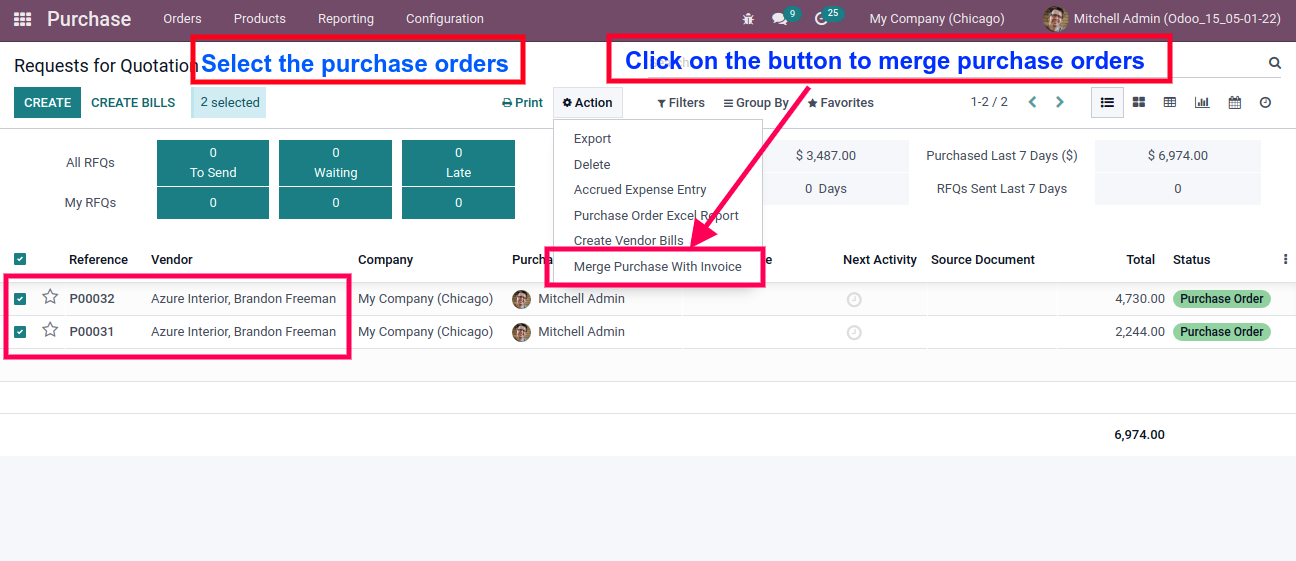 Purchase Orders Products Reporting Configuration 9 25 My Company (Chicago) Mitchell Admin (Odoo_15_05-01-22)
Requests for Quotation Select the purchase orders Click on the button to merge purchase orders
CREATE CREATE BILLS 2 selected Print Action Filters Group By Favorites 1-2 / 2
Export
Delete
Accrued Expense Entry
Purchase Order Excel Report
Create Vendor Bills
Merge Purchase With Invoice
All RFQs 0 To Send 0 Waiting 0 Late $ 3,487.00 Purchased Last 7 Days ($) $ 6,974.00
My RFQs 0 0 0 0 Days RFQs Sent Last 7 Days 0
Reference Vendor Company Next Activity Source Document Total Status
P00032 Azure Interior, Brandon Freeman My Company (Chicago) Mitchell Admin 4,730.00 Purchase Order
P00031 Azure Interior, Brandon Freeman My Company (Chicago) Mitchell Admin 2,244.00 Purchase Order
6,974.00